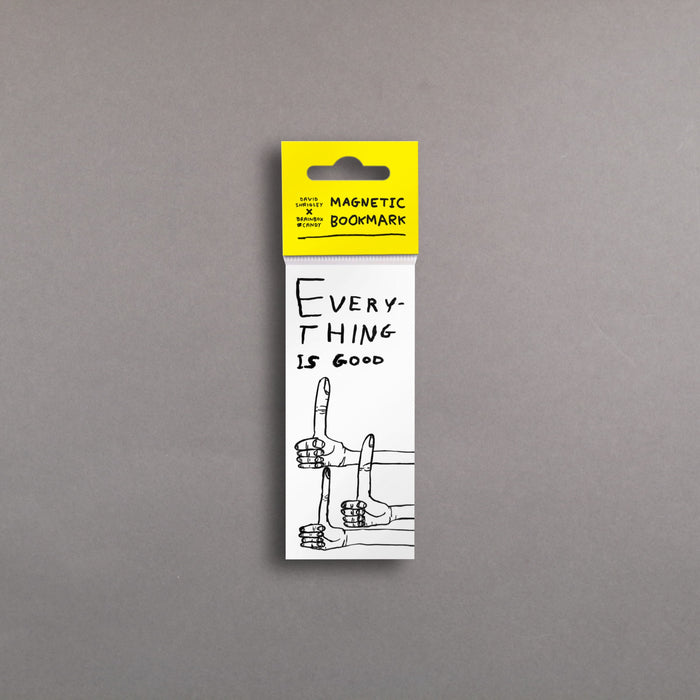 DAVID
SHRIGLEY
X
BRAINBOX
CANDY
MAGNETIC
BOOKMARK
EVERY-
THING
IS GOOD